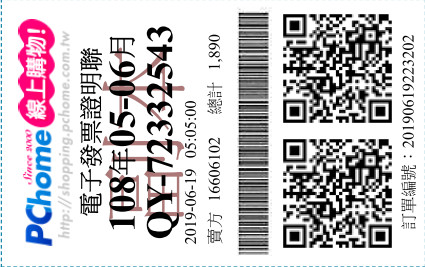 PChome 線上購物!
Since 2000
http://shopping.pchome.com.tw
電子發票證明聯
108年05-06月
QY-72332543
2019-06-19 05:05:00
賣方 16606102 總計 1,890
訂單編號：20190619223202